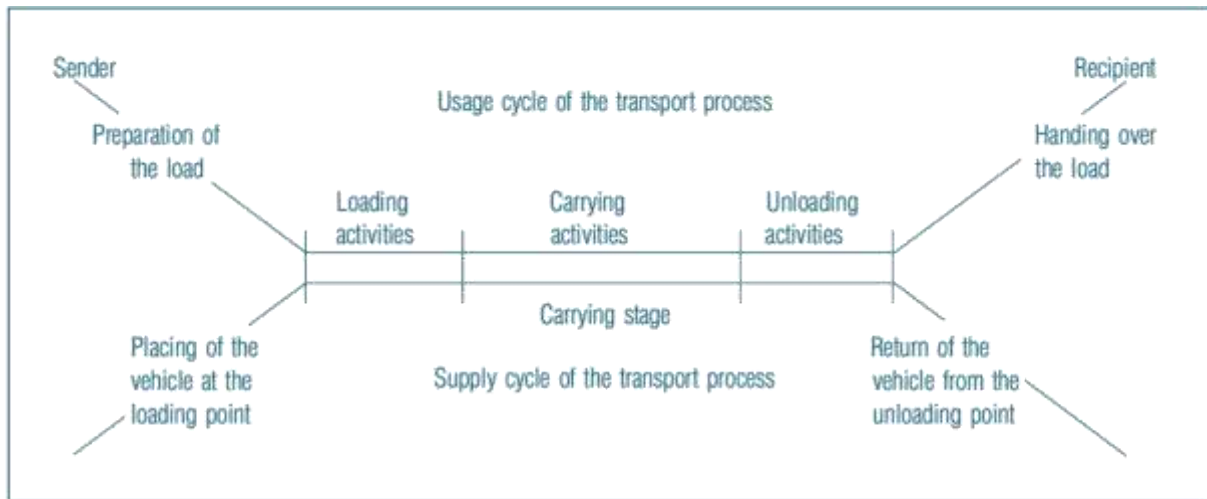 Sender
Recipient
Usage cycle of the transport process
Preparation of
the load
Handing over
the load
Loading
activities
Carrying
activities
Unloading
activities
Carrying stage
Placing of the
vehicle at the
loading point
Supply cycle of the transport process
Return of the
vehicle from the
unloading point